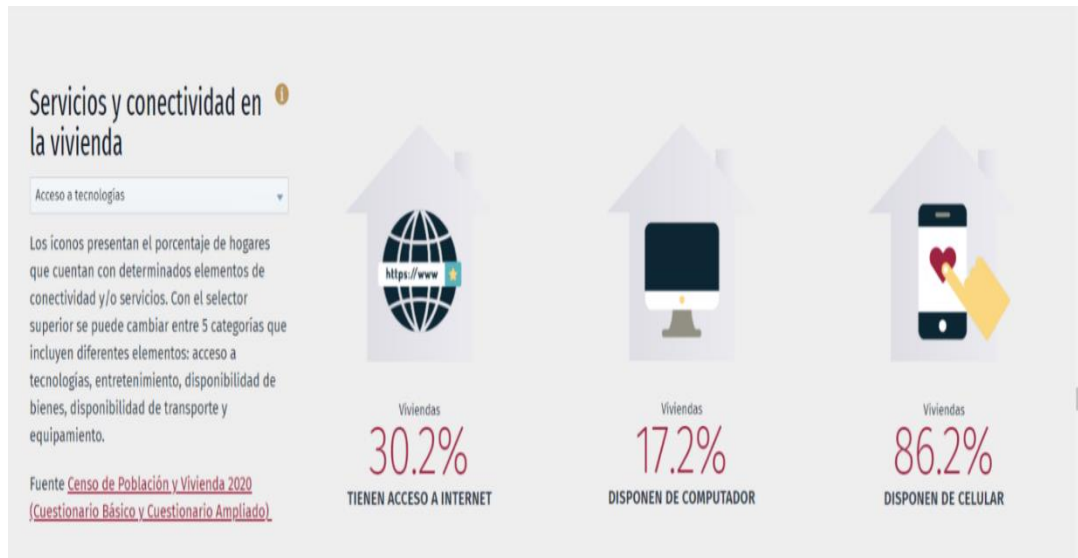 Servicios y conectividad en
la vivienda
Acceso a tecnologías
Los íconos presentan el porcentaje de hogares
que cuentan con determinados elementos de
conectividad y/o servicios. Con el selector
superior se puede cambiar entre 5 categorías que
incluyen diferentes elementos: acceso a
tecnologías, entretenimiento, disponibilidad de
bienes, disponibilidad de transporte y
equipamiento.
Fuente Censo de Población y Vivienda 2020
(Cuestionario Básico y Cuestionario Ampliado)
https://www
Viviendas
30.2%
TIENEN ACCESO A INTERNET
Viviendas
17.2%
DISPONEN DE COMPUTADOR
Viviendas
86.2%
DISPONEN DE CELULAR